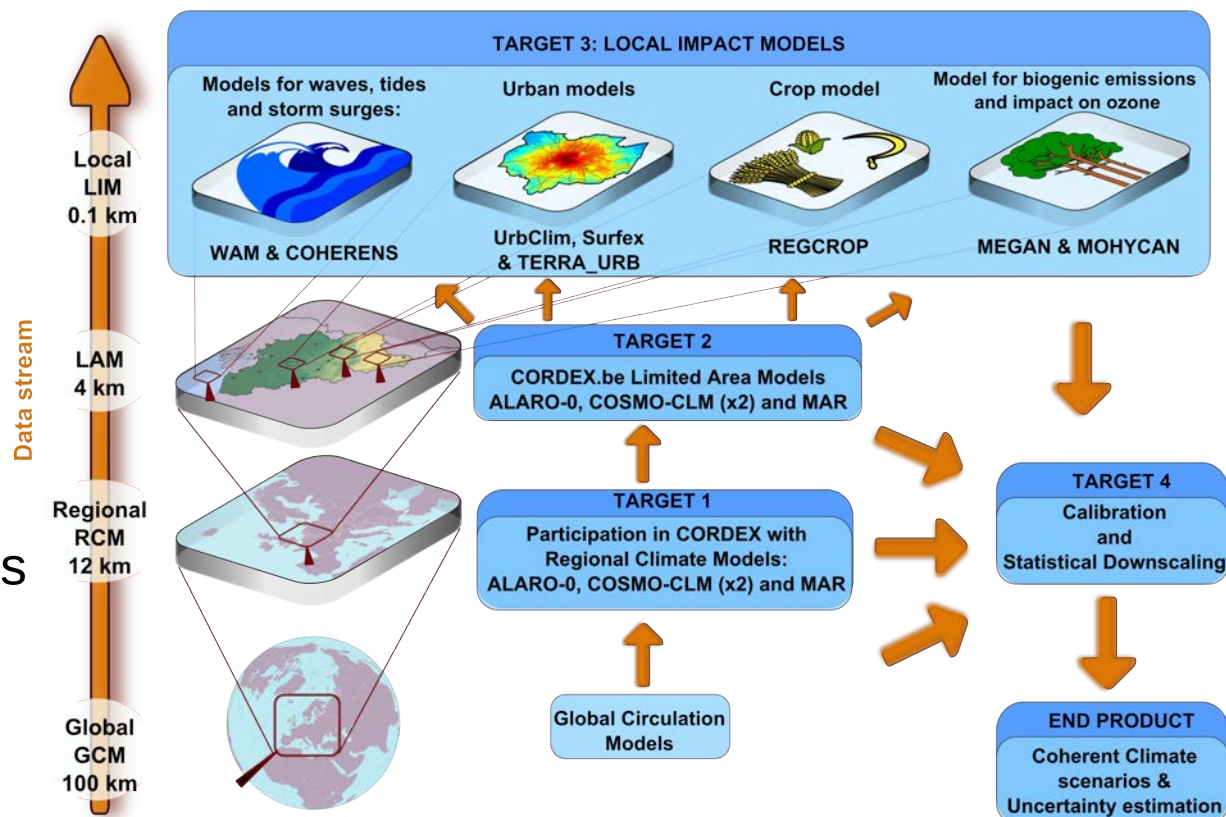 TARGET 3: LOCAL IMPACT MODELS
Models for waves, tides
and storm surges:
Urban models
Crop model
Model for biogenic emissions
and impact on ozone
WAM & COHERENS
UrbClim, Surfex
& TERRA_URB
REGCROP
MEGAN & MOHYCAN
Data stream
Local
LIM
0.1 km
LAM
4 km
Regional
RCM
12 km
Global
GCM
100 km
s
TARGET 2
CORDEX.be Limited Area Models
ALARO-0, COSMO-CLM (x2) and MAR
TARGET 1
Participation in CORDEX with
Regional Climate Models:
ALARO-0, COSMO-CLM (x2) and MAR
Global Circulation
Models
TARGET 4
Calibration
and
Statistical Downscaling
END PRODUCT
Coherent Climate
scenarios &
Uncertainty estimation